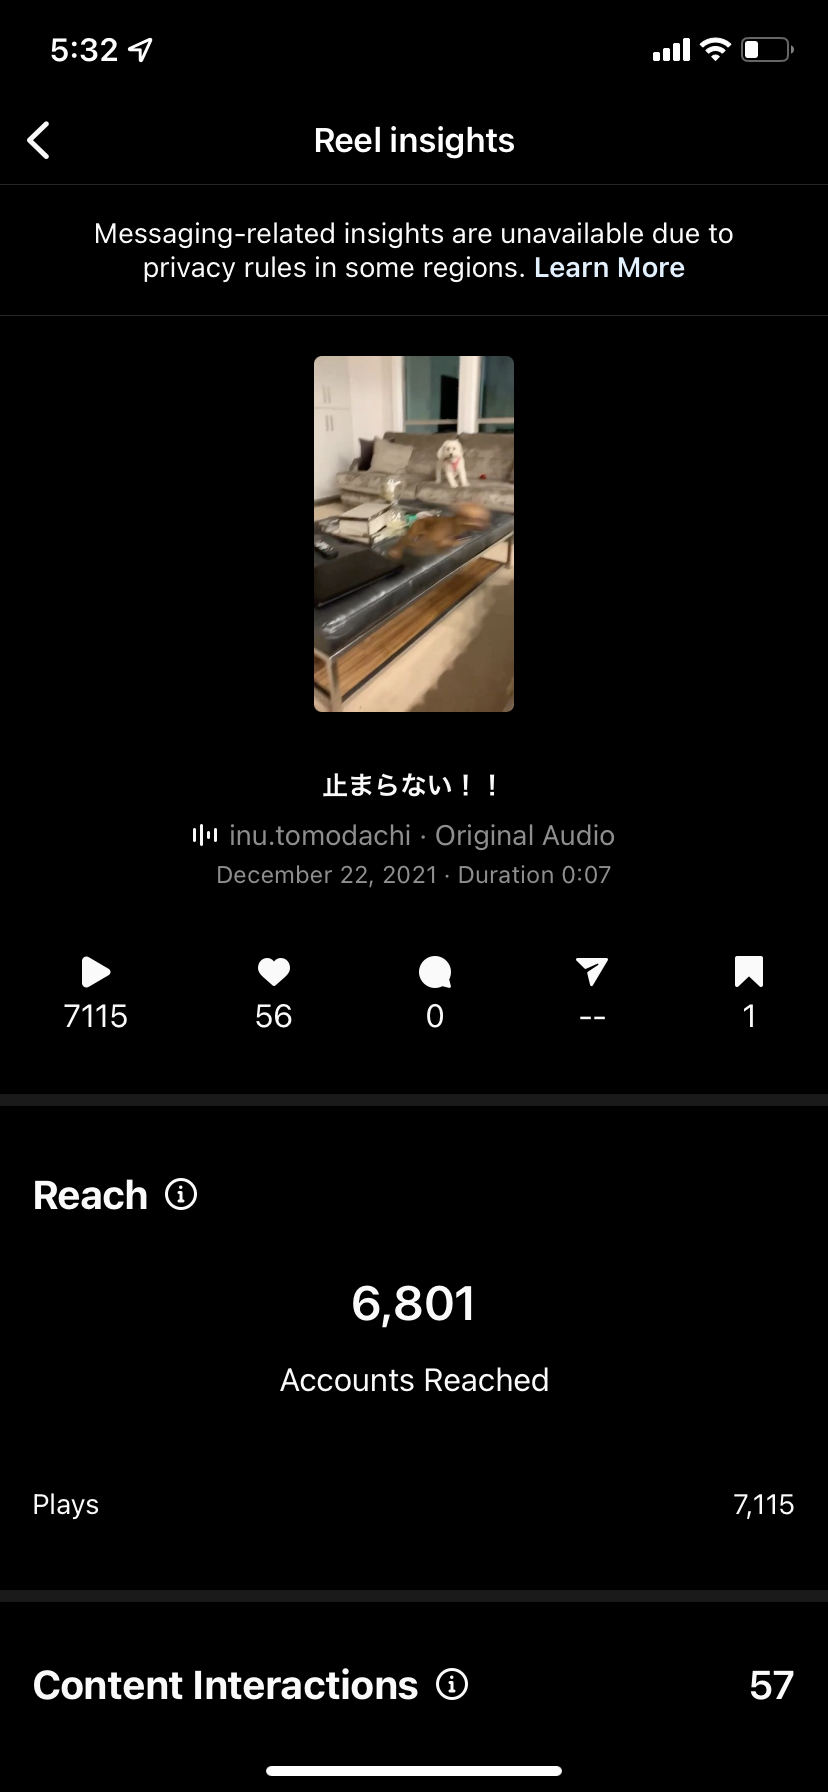 5:32
Reel insights
Messaging-related insights are unavailable due to
privacy rules in some regions. Learn More
止まらない！！
inu.tomodachi · Original Audio
December 22, 2021 · Duration 0:07
7115 56 0 -- 1
Reach
6,801
Accounts Reached
Plays 7,115
Content Interactions 57